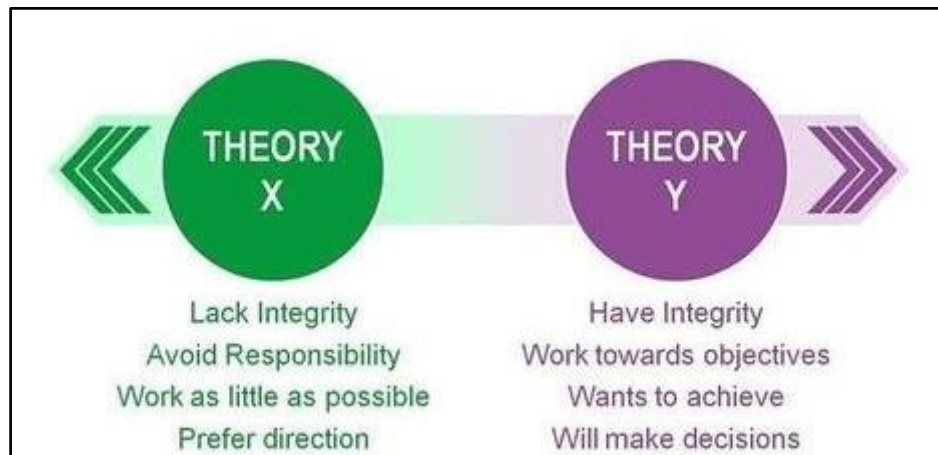 THEORY
X
Lack Integrity
Avoid Responsibility
Work as little as possible
Prefer direction
THEORY
Y
Have Integrity
Work towards objectives
Wants to achieve
Will make decisions